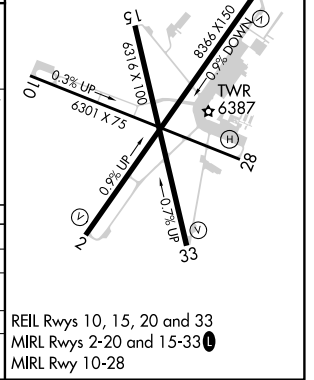 15
8366 X150
V
0.9% DOWN
6316 X 100
TWR
6387
0.3% UP
10
6301 X 75
H
28
0.9% UP
0.7% UP
V
2
V
33
REIL Rwys 10, 15, 20 and 33
MIRL Rwys 2-20 and 15-33 L
MIRL Rwy 10-28